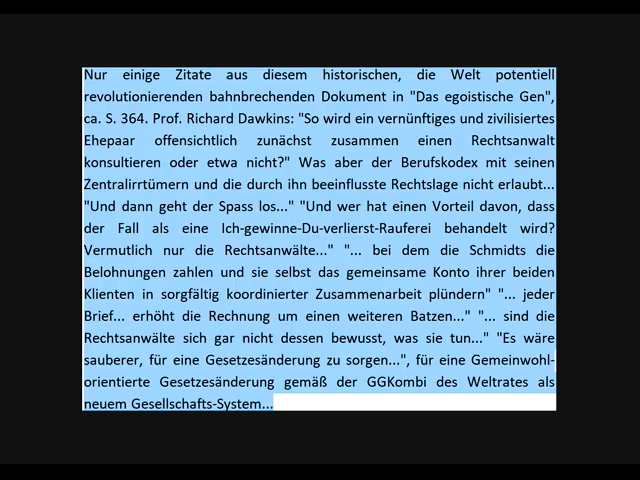 Nur einige Zitate aus diesem historischen, die Welt potentiell
revolutionierenden bahnbrechenden Dokument in "Das egoistische Gen",
ca. S. 364. Prof. Richard Dawkins: "So wird ein vernünftiges und zivilisiertes
Ehepaar offensichtlich zunächst zusammen einen Rechtsanwalt
konsultieren oder etwa nicht?" Was aber der Berufskodex mit seinen
Zentralirrtümern und die durch ihn beeinflusste Rechtslage nicht erlaubt...
"Und dann geht der Spass los..." "Und wer hat einen Vorteil davon, dass
der Fall als eine Ich-gewinne-Du-verlierst-Rauferei behandelt wird?
Vermutlich nur die Rechtsanwälte..." "... bei dem die Schmidts die
Belohnungen zahlen und sie selbst das gemeinsame Konto ihrer beiden
Klienten in sorgfältig koordinierter Zusammenarbeit plündern" "... jeder
Brief... erhöht die Rechnung um einen weiteren Batzen..." "... sind die
Rechtsanwälte sich gar nicht dessen bewusst, was sie tun..." "Es wäre
sauberer, für eine Gesetzesänderung zu sorgen...", für eine Gemeinwohl-
orientierte Gesetzesänderung gemäß der GGKombi des Weltrates als
neuem Gesellschafts-System...